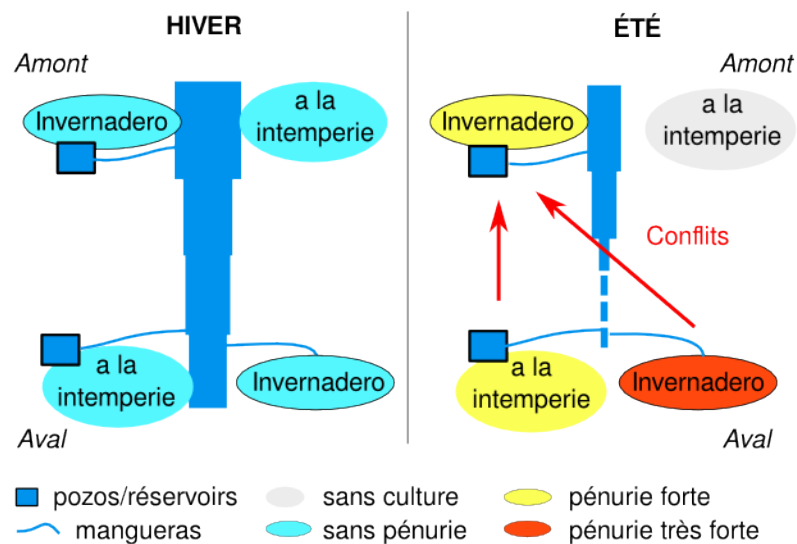 HIVER
Amont
Invernadero
a la
intemperie
a la
intemperie
Invernadero
Aval
ÉTÉ
Amont
Invernadero
a la
intemperie
Conflits
a la
intemperie
Invernadero
Aval
pozos/réservoirs
sans culture
pénurie forte
mangueras
sans pénurie
pénurie très forte